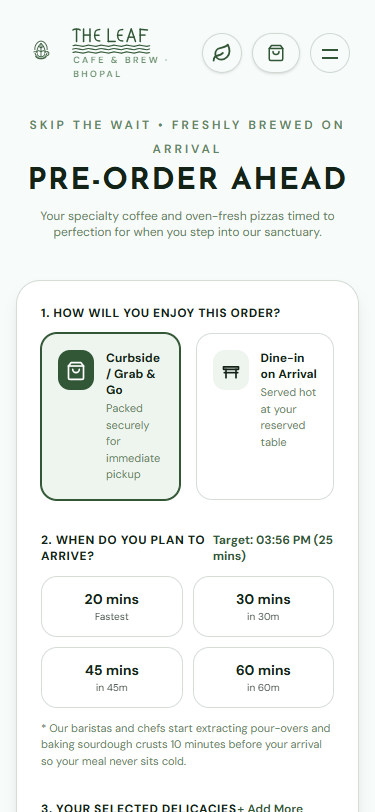 THE LEAF
CAFE & BREW ·
BHOPAL
SKIP THE WAIT • FRESHLY BREWED ON
ARRIVAL
PRE-ORDER AHEAD
Your specialty coffee and oven-fresh pizzas timed to
perfection for when you step into our sanctuary.
1. HOW WILL YOU ENJOY THIS ORDER?
Curbside
/ Grab &
Go
Packed
securely
for
immediate
pickup
Dine-in
on Arrival
Served hot
at your
reserved
table
2. WHEN DO YOU PLAN TO
ARRIVE?
Target: 03:56 PM (25
mins)
20 mins
Fastest
30 mins
in 30m
45 mins
in 45m
60 mins
in 60m
* Our baristas and chefs start extracting pour-overs and
baking sourdough crusts 10 minutes before your arrival
so your meal never sits cold.
3. YOUR SELECTED DELICACIES+ Add More